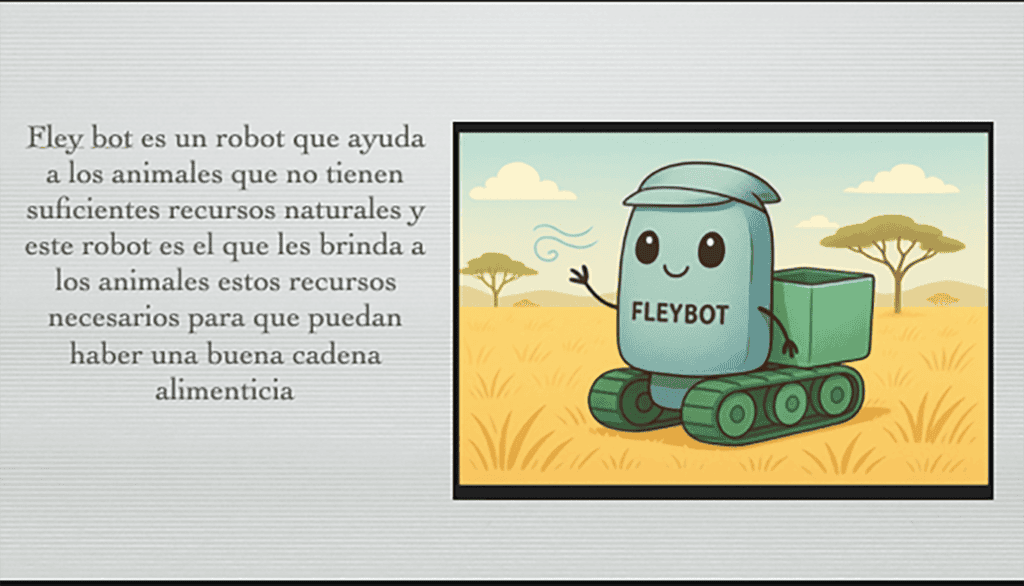 Fley bot es un robot que ayuda
a los animales que no tienen
suficientes recursos naturales y
este robot es el que les brinda a
los animales estos recursos
necesarios para que puedan
haber una buena cadena
alimenticia
FLEYBOT